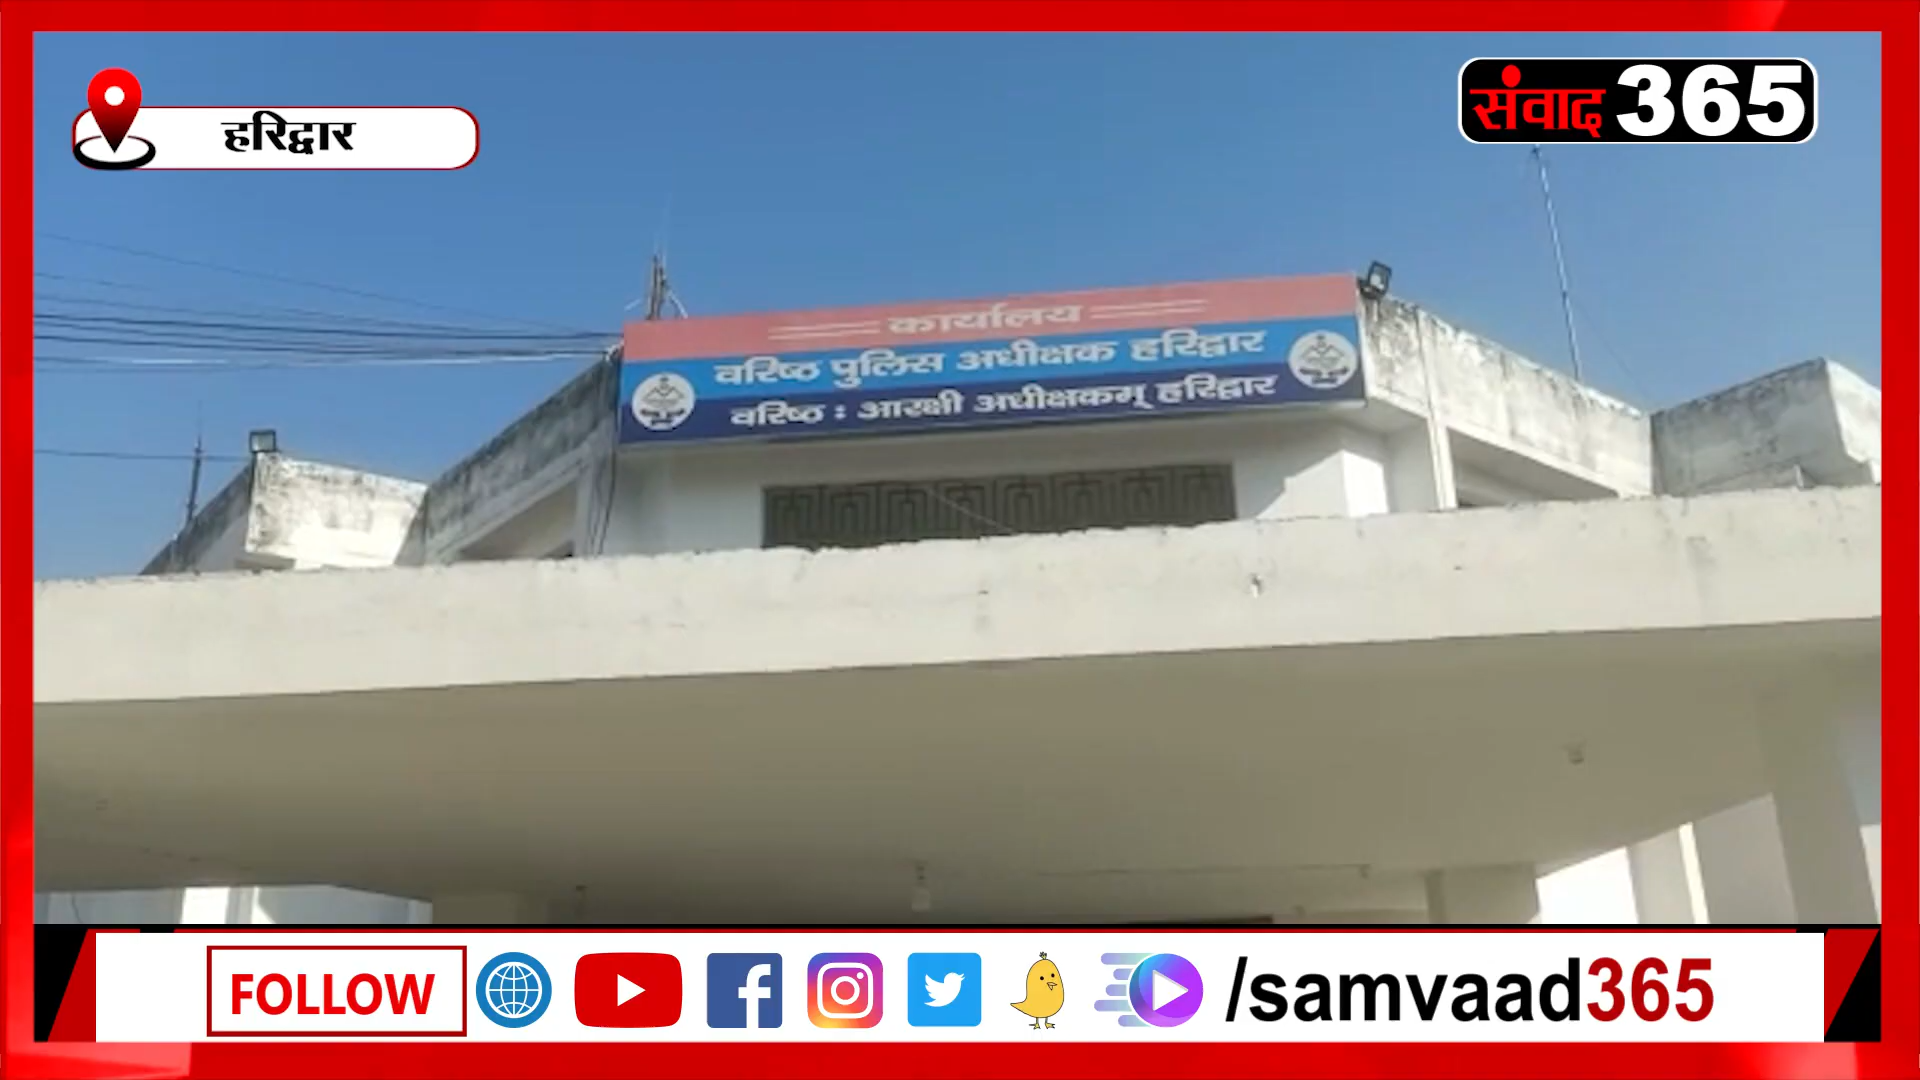 हरिद्वार
संवाद 365
कार्यालय
वरिष्ठ पुलिस अधीक्षक हरिद्वार
वरिष्ठ : आरक्षी अधीक्षकम् हरिद्वार
FOLLOW /samvaad365